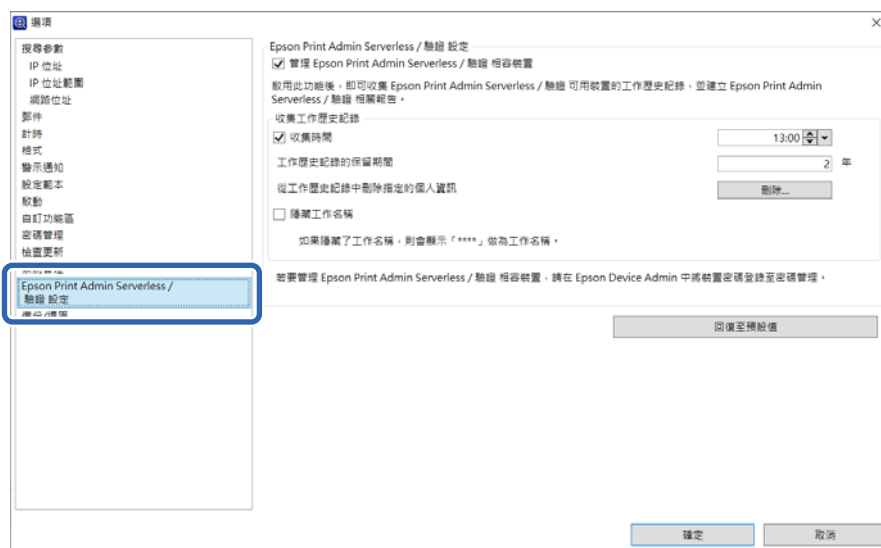 選項
搜尋參數
IP 位址
IP 位址範圍
網路位址
郵件
計時
格式
警示通知
設定範本
啟動
自訂功能區
密碼管理
檢查更新
Epson Print Admin Serverless /
驗證 設定
備份/還原
Epson Print Admin Serverless / 驗證 設定
管理 Epson Print Admin Serverless / 驗證 相容裝置
啟用此功能後，即可收集 Epson Print Admin Serverless / 驗證 可用裝置的工作歷史記錄，並建立 Epson Print Admin
Serverless / 驗證 相關報告。
收集工作歷史記錄
收集時間 13:00
工作歷史記錄的保留期間 2 年
從工作歷史記錄中刪除指定的個人資訊 刪除...
隱藏工作名稱
如果隱藏了工作名稱，則會顯示「****」做為工作名稱。
若要管理 Epson Print Admin Serverless / 驗證 相容裝置，請在 Epson Device Admin 中將裝置密碼登錄至密碼管理。
回復至預設值
確定 取消